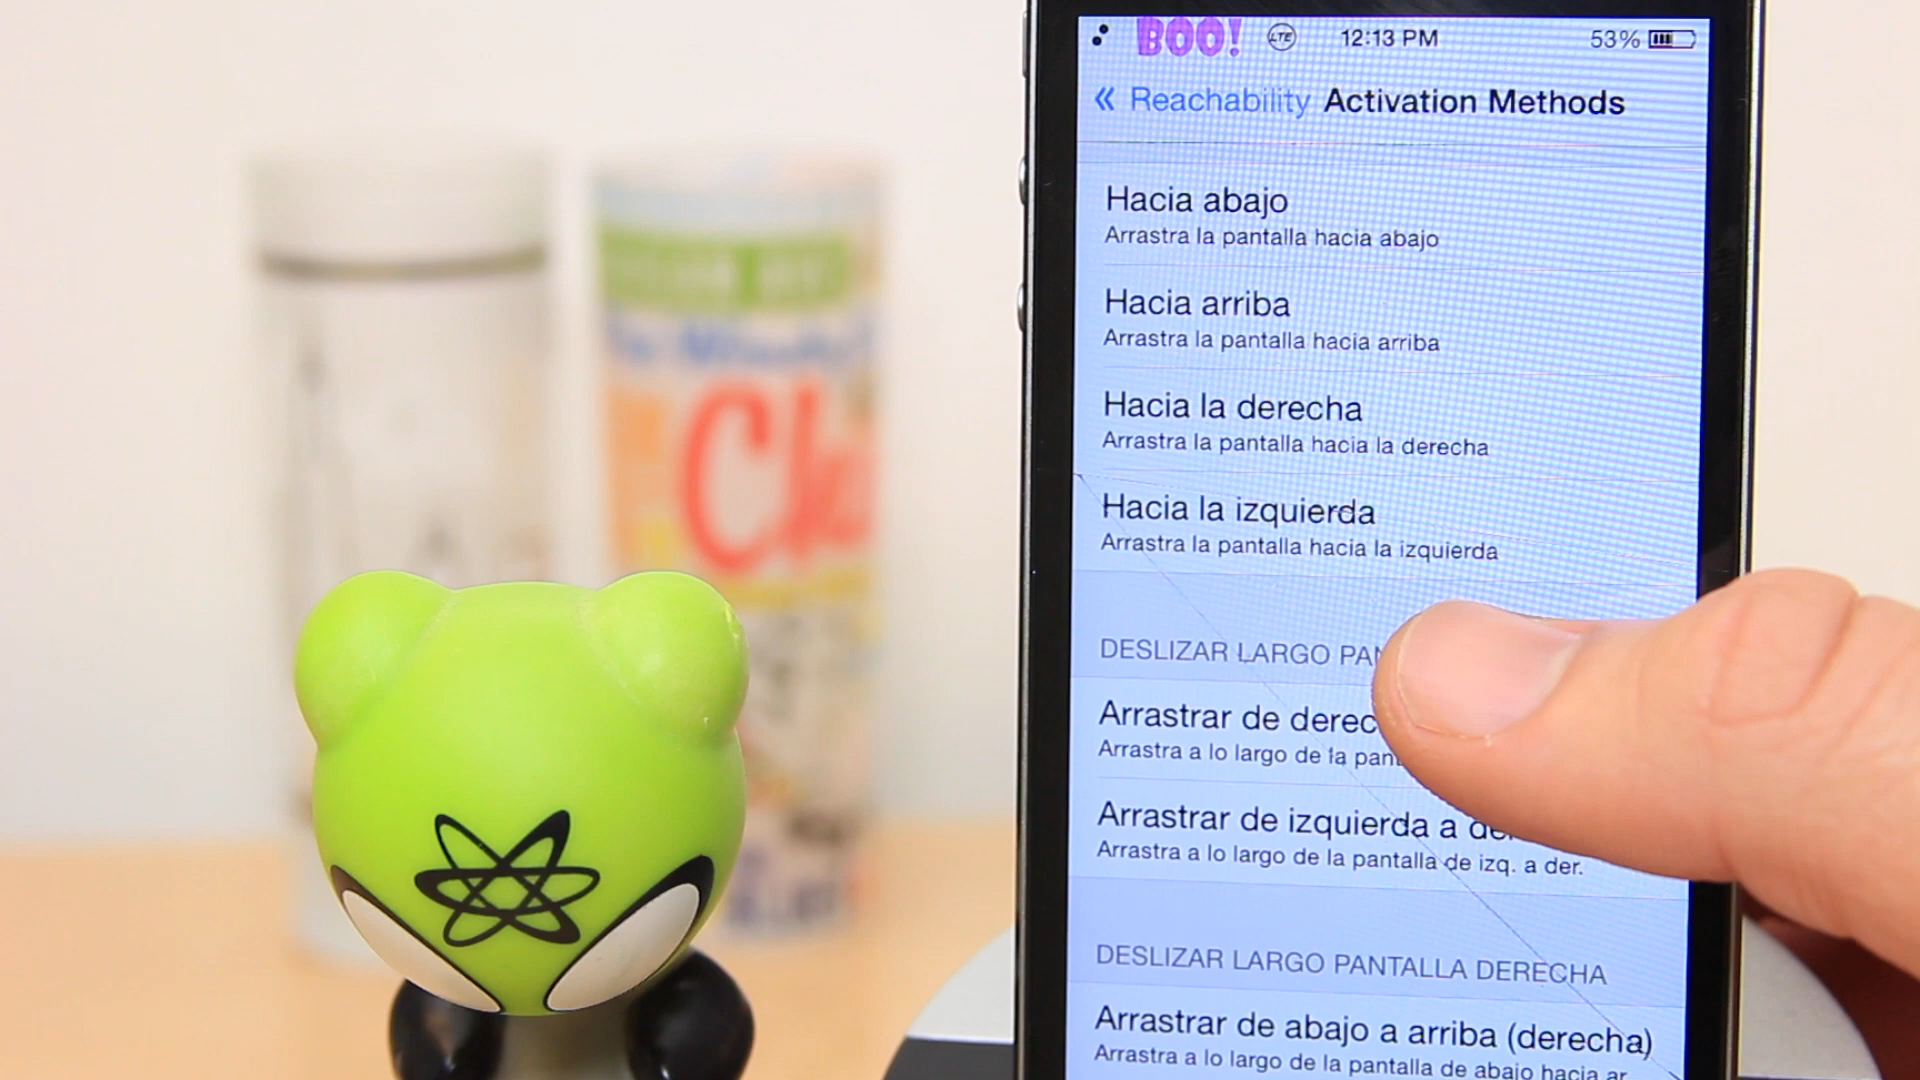 BOO! LTE 12:13 PM 53%
« Reachability Activation Methods
Hacia abajo
Arrastra la pantalla hacia abajo
Hacia arriba
Arrastra la pantalla hacia arriba
Hacia la derecha
Arrastra la pantalla hacia la derecha
Hacia la izquierda
Arrastra la pantalla hacia la izquierda
DESLIZAR LARGO
Arrastrar de
Arrastra a lo largo de la
Arrastrar de izquierda a
Arrastra a lo largo de la pantalla de izq. a der.
DESLIZAR LARGO PANTALLA DERECHA
Arrastrar de abajo a arriba (derecha)
Arrastra a lo largo de la pantalla de abajo hacia ar